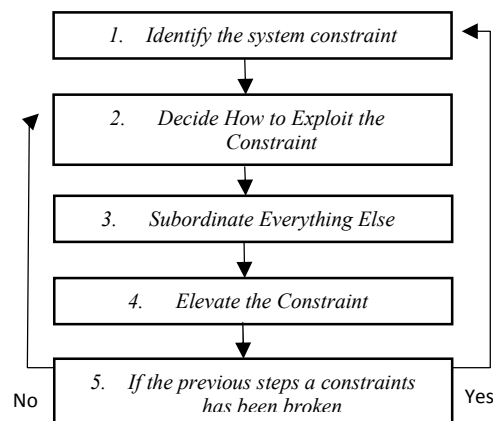 1. Identify the system constraint
2. Decide How to Exploit the
Constraint
3. Subordinate Everything Else
4. Elevate the Constraint
5. If the previous steps a constraints
has been broken
No
Yes